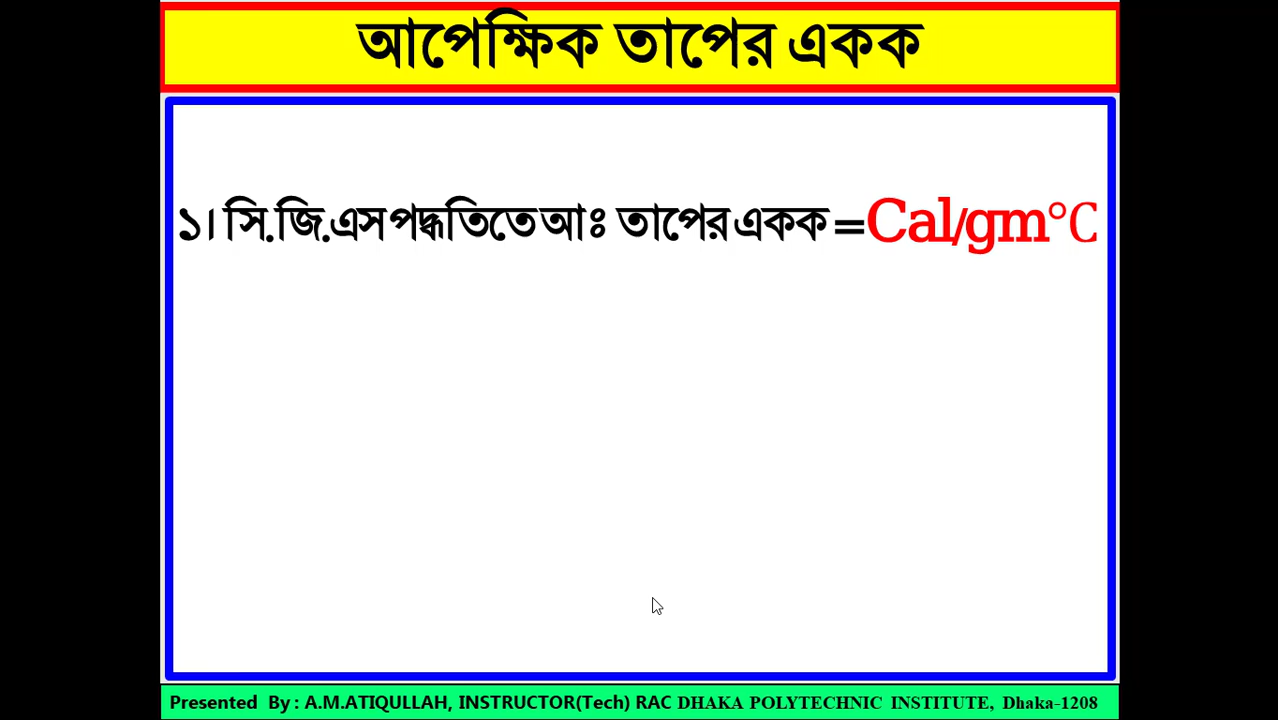 আপেক্ষিক তাপের একক
১। সি.জি.এস পদ্ধতিতে আঃ তাপের একক =Cal/gm°C
Presented By : A.M.ATIQULLAH, INSTRUCTOR(Tech) RAC DHAKA POLYTECHNIC INSTITUTE, Dhaka-1208